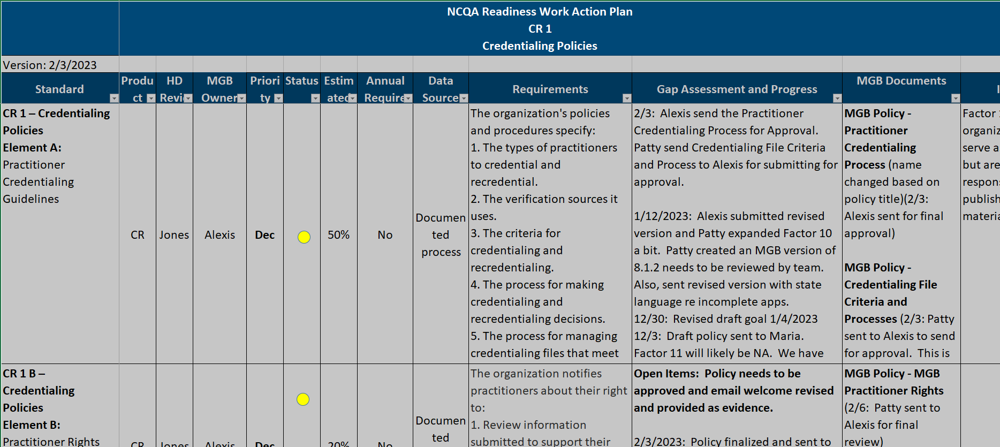 NCQA Readiness Work Action Plan
CR 1
Credentialing Policies
Version: 2/3/2023
Standard
Produ
ct
HD
Revi
MGB
Owner
Priori
ty
Status
Estim
ated
Annual
Require
Data
Source
Requirements
Gap Assessment and Progress
MGB Documents
CR 1 – Credentialing
Policies
Element A:
Practitioner
Credentialing
Guidelines
CR
Jones
Alexis
Dec
50%
No
Documen
ted
process
The organization's policies
and procedures specify:
1. The types of practitioners
to credential and
recredential.
2. The verification sources it
uses.
3. The criteria for
credentialing and
recredentialing.
4. The process for making
credentialing and
recredentialing decisions.
5. The process for managing
credentialing files that meet
2/3:  Alexis send the Practitioner
Credentialing Process for Approval.
Patty send Credentialing File Criteria
and Process to Alexis for submitting for
approval.
1/12/2023:  Alexis submitted revised
version and Patty expanded Factor 10
a bit.  Patty created an MGB version of
8.1.2 needs to be reviewed by team.
Also, sent revised version with state
language re incomplete apps.
12/30:  Revised draft goal 1/4/2023
12/3:  Draft policy sent to Maria.
Factor 11 will likely be NA.  We have
MGB Policy -
Practitioner
Credentialing
Process (name
changed based on
policy title)(2/3:
Alexis sent for final
approval)
MGB Policy -
Credentialing File
Criteria and
Processes (2/3: Patty
sent to Alexis to send
for approval.  This is
Factor
organiz
serve a
but are
respon
publish
materia
CR 1 B –
Credentialing
Policies
Element B:
Practitioner Rights
CR
Jones
Alexis
Dec
20%
No
Documen
ted
The organization notifies
practitioners about their right
to:
1. Review information
submitted to support their
Open Items:  Policy needs to be
approved and email welcome revised
and provided as evidence.
2/3/2023:  Policy finalized and sent to
MGB Policy - MGB
Practitioner Rights
(2/6:  Patty sent to
Alexis for final
review)